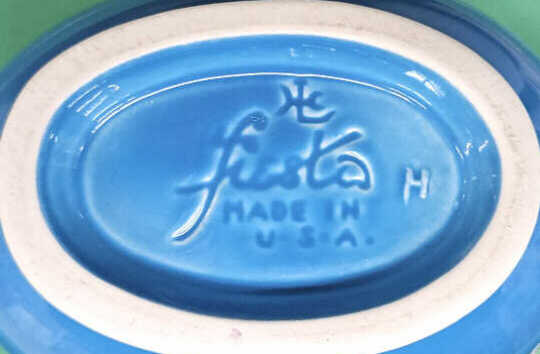 HLC
fiesta
H
MADE IN
U.S.A.